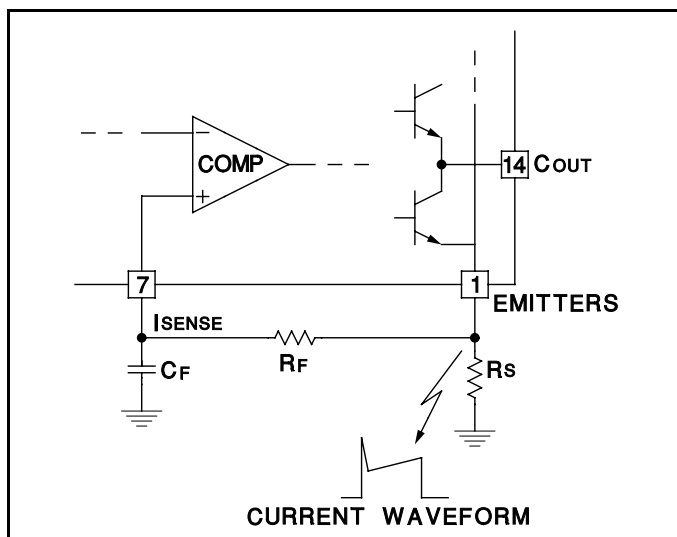 −
COMP
+
14 COUT
7
1
EMITTERS
ISENSE
RF
CF
RS
CURRENT WAVEFORM